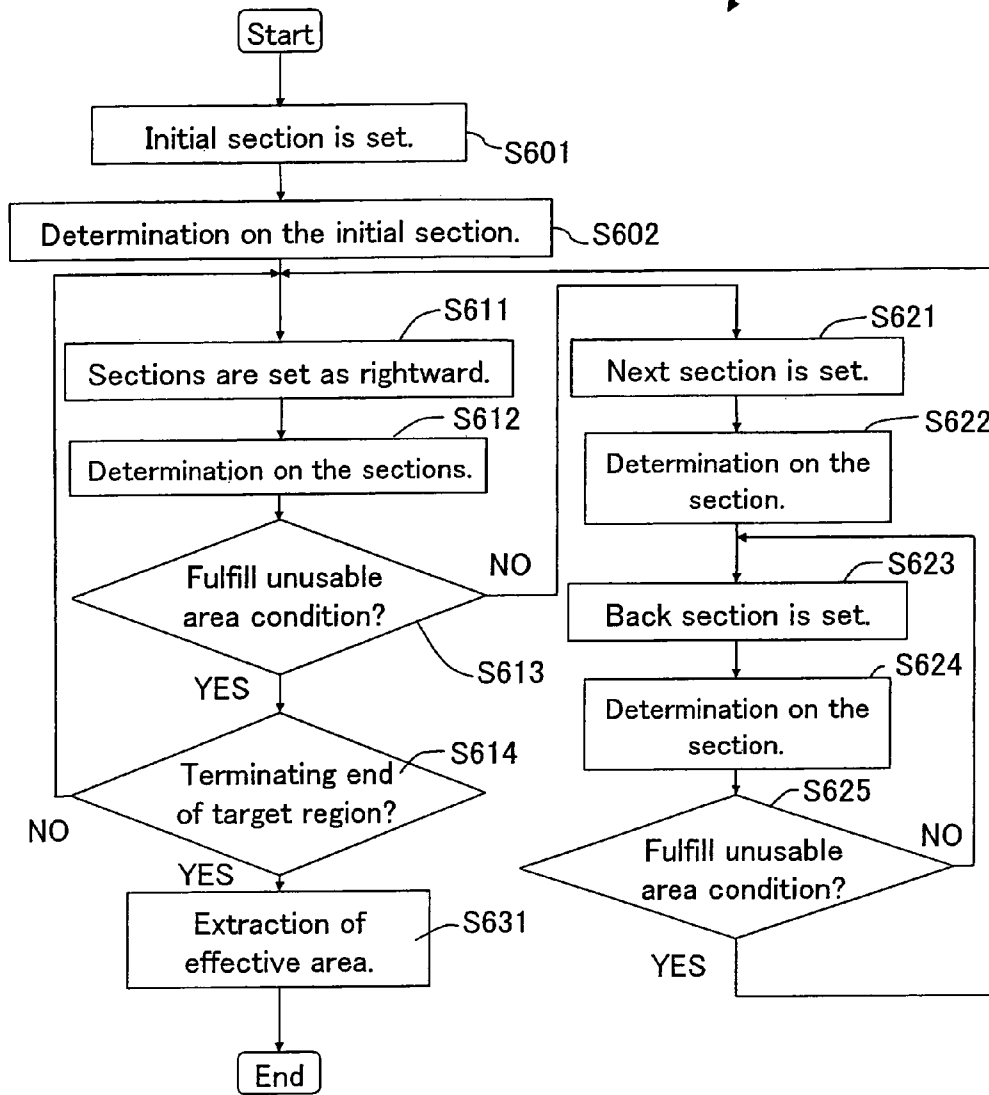 Start
Initial section is set.
S601
Determination on the initial section.
S602
S611
Sections are set as rightward.
S612
Determination on the sections.
Fulfill unusable
area condition?
NO
S613
YES
S614
Terminating end
of target region?
NO
YES
Extraction of
effective area.
S631
End
S621
Next section is set.
S622
Determination on the
section.
S623
Back section is set.
S624
Determination on the
section.
S625
Fulfill unusable
area condition?
NO
YES